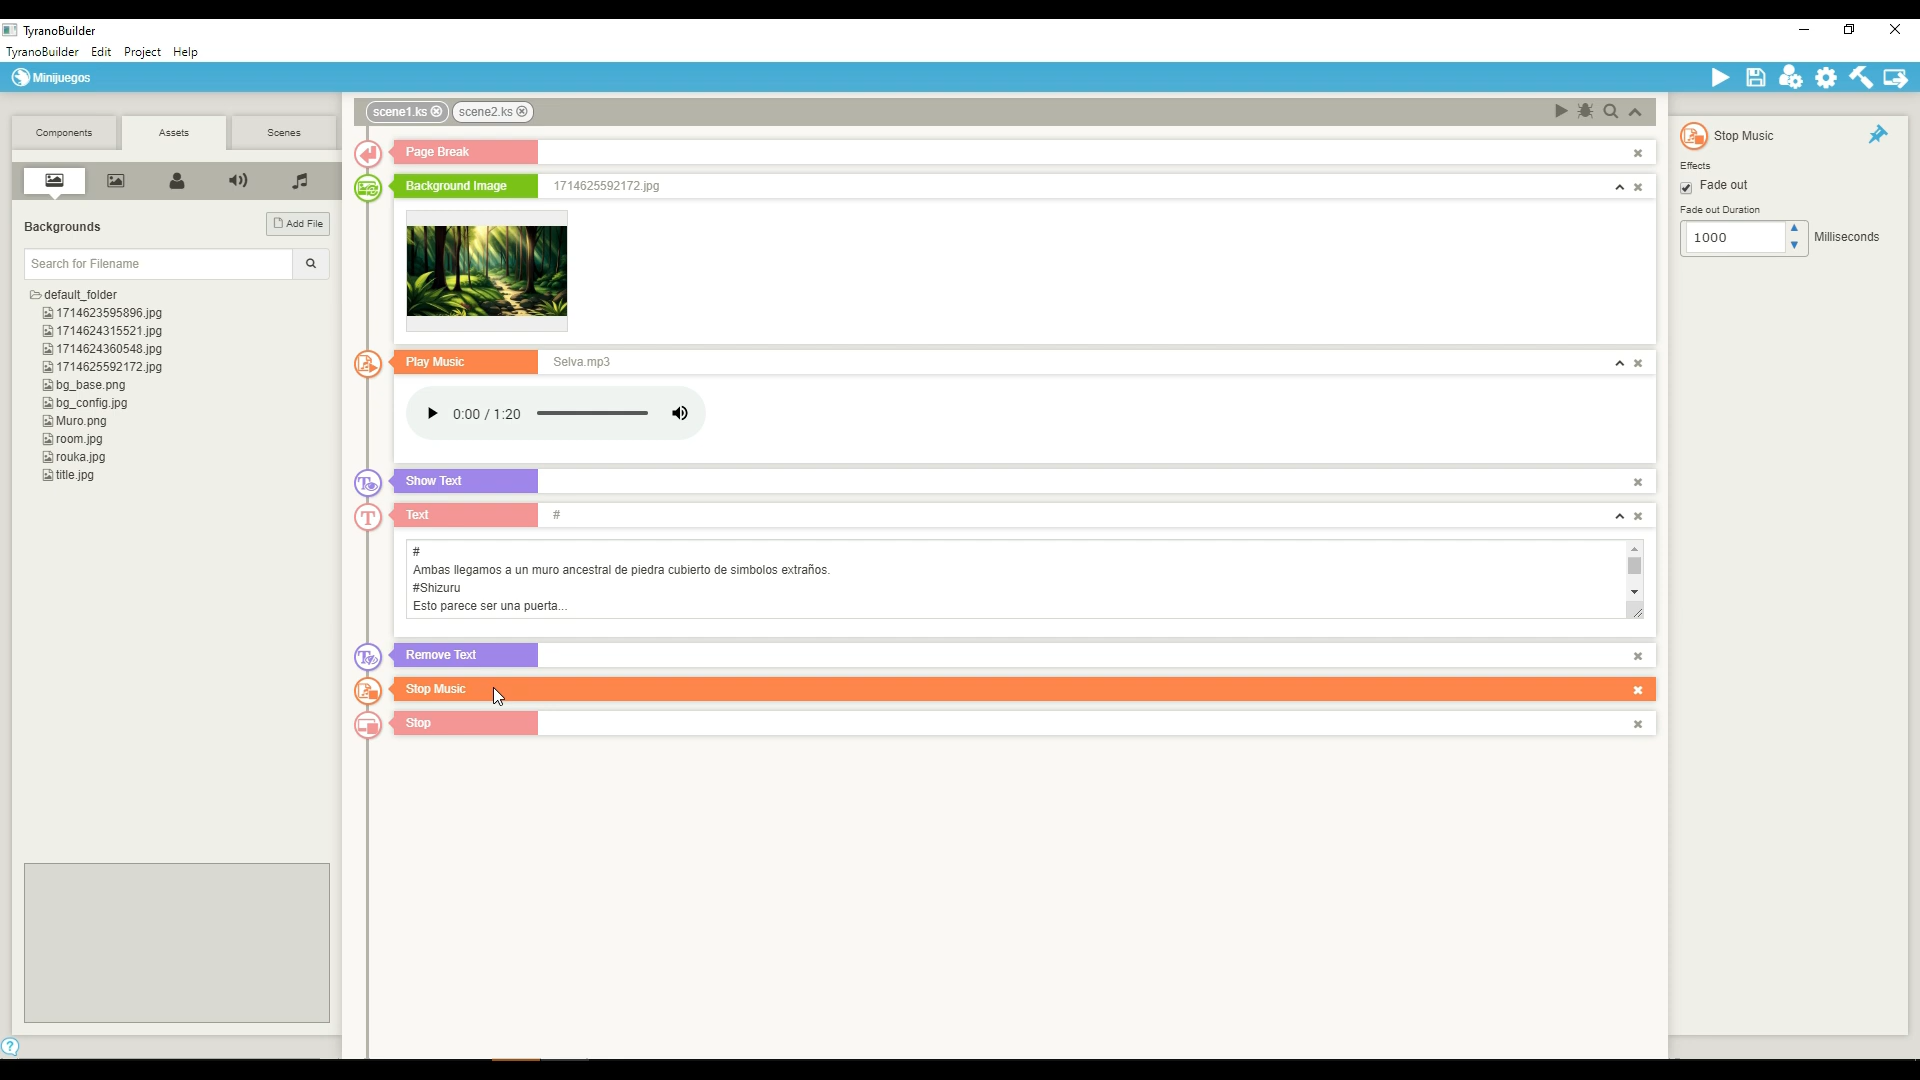 TyranoBuilder
TyranoBuilder Edit Project Help
Minijuegos
Components Assets Scenes
Backgrounds
Add File
Search for Filename
default_folder
1714623595896.jpg
1714624315521.jpg
1714624360548.jpg
1714625592172.jpg
bg_base.png
bg_config.jpg
Muro.png
room.jpg
rouka.jpg
title.jpg
?
scene1.ks scene2.ks
Page Break
Background Image 1714625592172.jpg
Play Music Selva.mp3
0:00 / 1:20
Show Text
Text #
#
Ambas llegamos a un muro ancestral de piedra cubierto de simbolos extraños.
#Shizuru
Esto parece ser una puerta...
Remove Text
Stop Music
Stop
Stop Music
Effects
Fade out
Fade out Duration
1000 Milliseconds